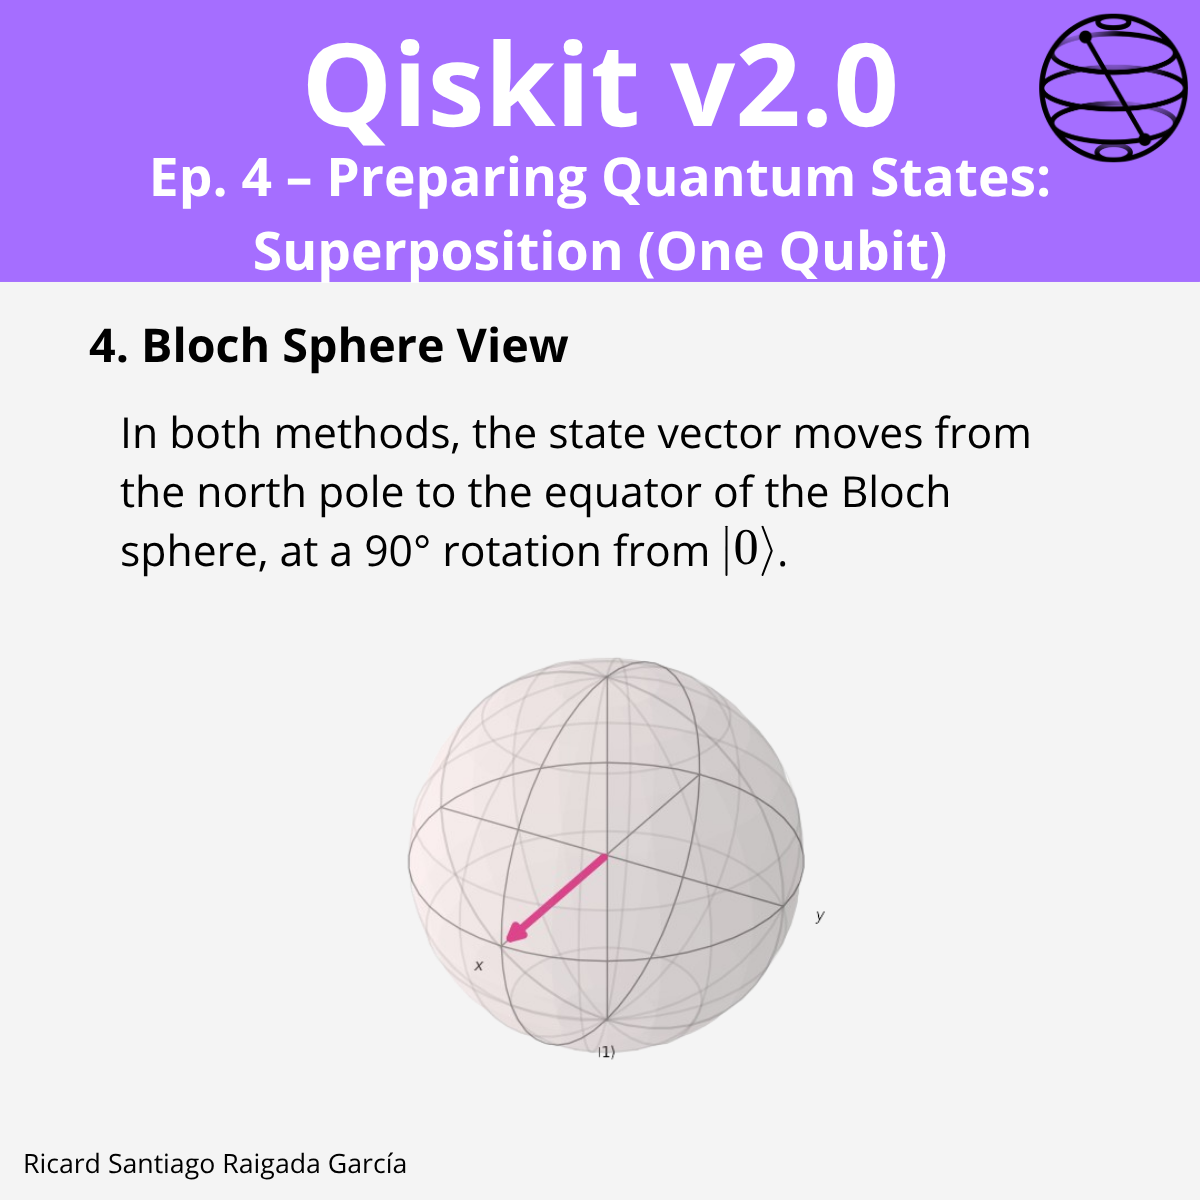 Qiskit v2.0
Ep. 4 – Preparing Quantum States:
Superposition (One Qubit)
4. Bloch Sphere View
In both methods, the state vector moves from
the north pole to the equator of the Bloch
sphere, at a 90° rotation from |0⟩.
y
x
|1⟩
Ricard Santiago Raigada García